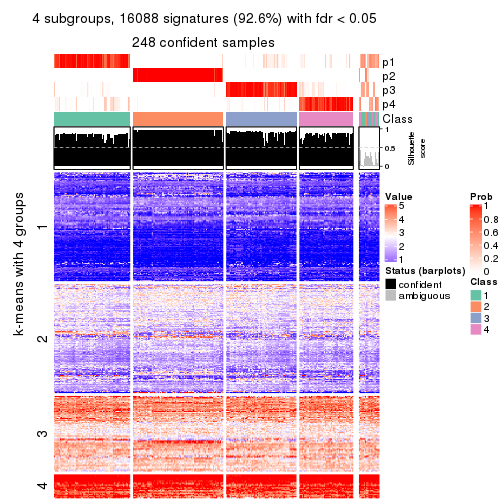 4 subgroups, 16088 signatures (92.6%) with fdr < 0.05
248 confident samples
p1
p2
p3
p4
Class
1
0.5
0
Silhouette
score
k-means with 4 groups
1
2
3
4
Value
5
4
3
2
1
Status (barplots)
confident
ambiguous
Prob
1
0.8
0.6
0.4
0.2
0
Class
1
2
3
4